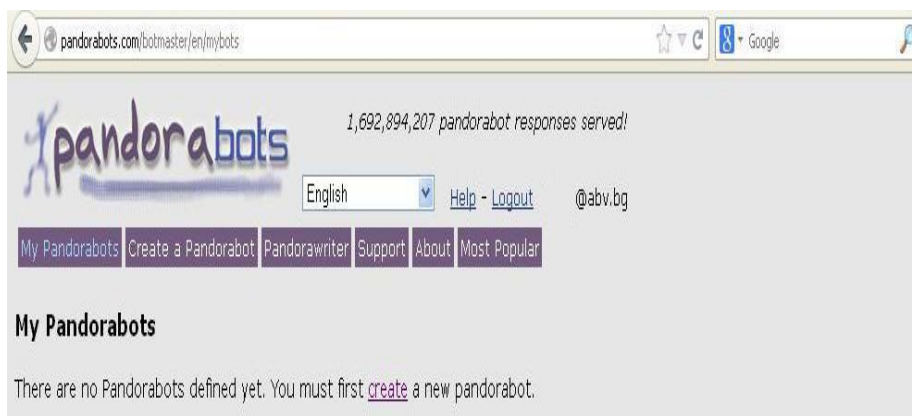 pandorabots.com/botmaster/en/mybots
Google
pandorabots
1,692,894,207 pandorabot responses served!
English Help - Logout @abv.bg
My Pandorabots Create a Pandorabot Pandorawriter Support About Most Popular
My Pandorabots
There are no Pandorabots defined yet. You must first create a new pandorabot.